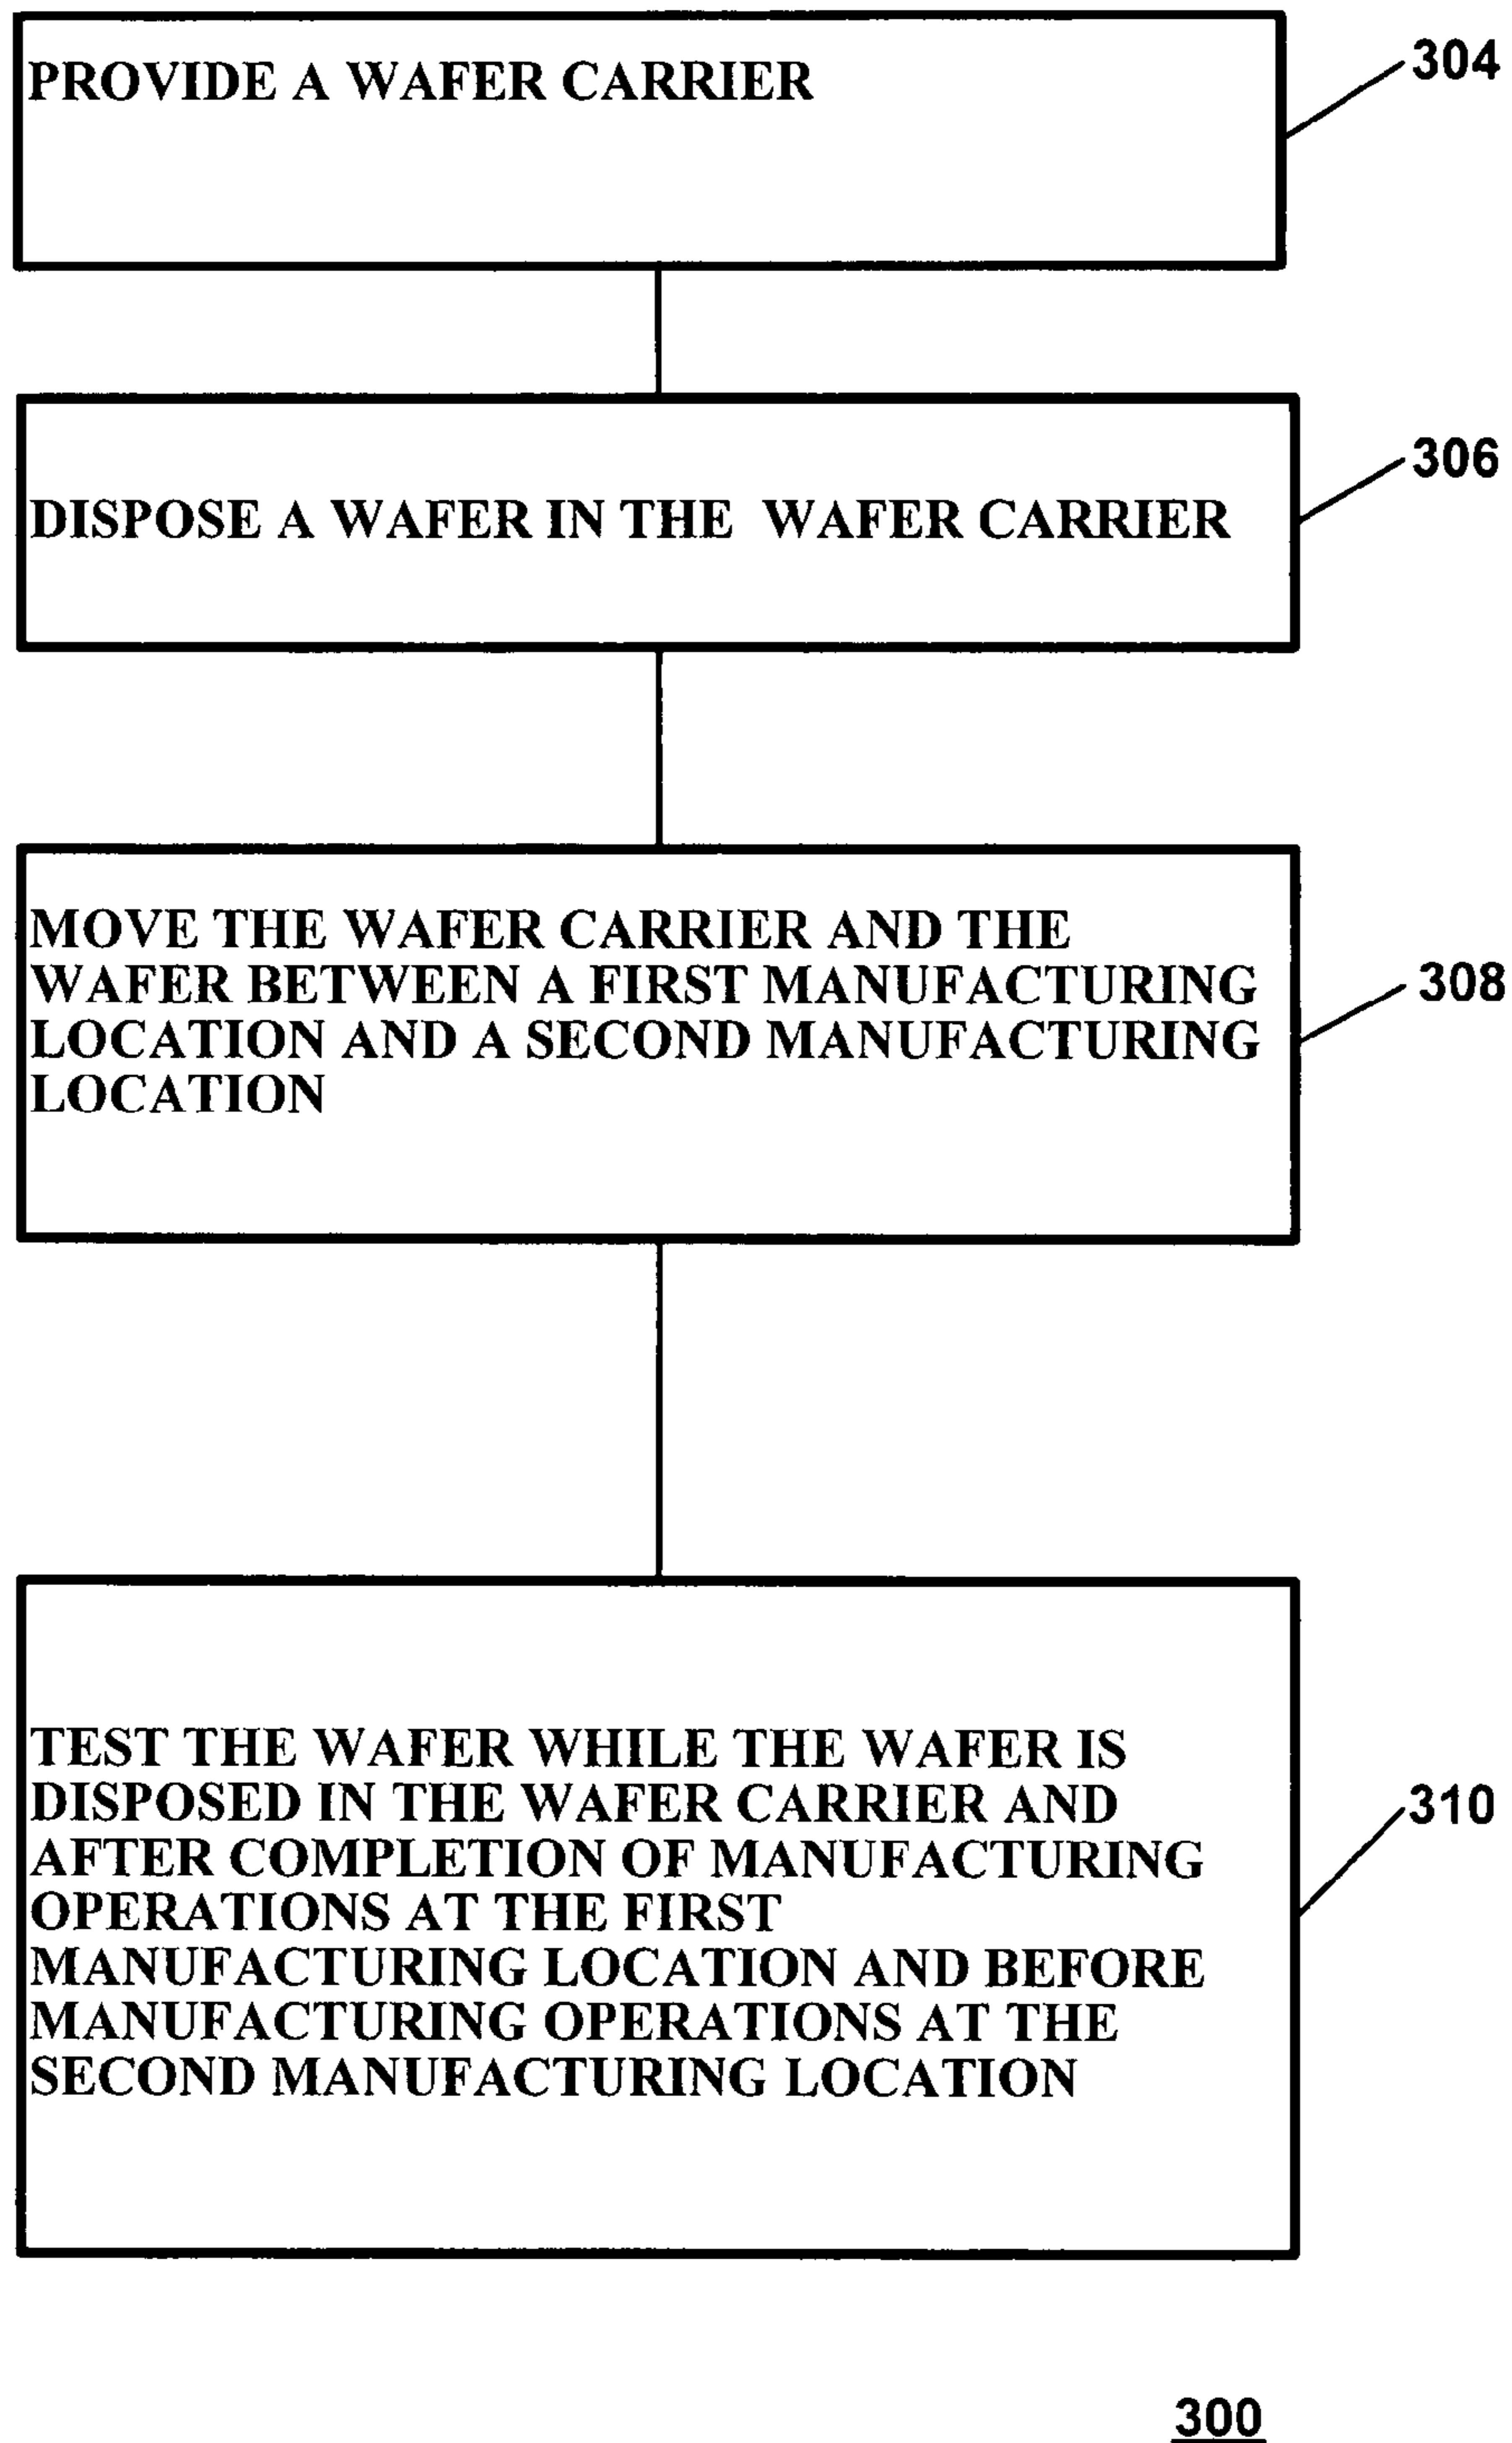 PROVIDE A WAFER CARRIER
304
DISPOSE A WAFER IN THE WAFER CARRIER
306
MOVE THE WAFER CARRIER AND THE
WAFER BETWEEN A FIRST MANUFACTURING
LOCATION AND A SECOND MANUFACTURING
LOCATION
308
TEST THE WAFER WHILE THE WAFER IS
DISPOSED IN THE WAFER CARRIER AND
AFTER COMPLETION OF MANUFACTURING
OPERATIONS AT THE FIRST
MANUFACTURING LOCATION AND BEFORE
MANUFACTURING OPERATIONS AT THE
SECOND MANUFACTURING LOCATION
310
300